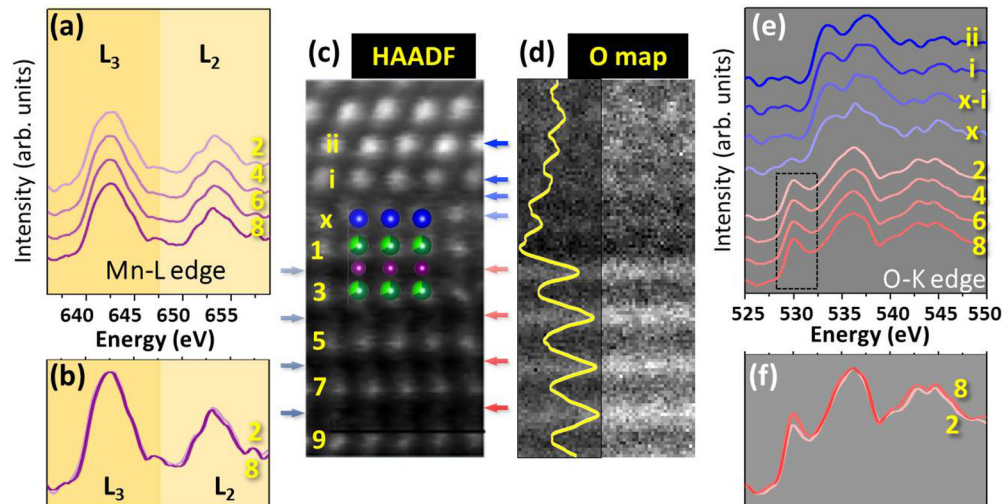 (a)
L₃
L₂
2
4
6
8
Mn-L edge
Intensity (arb. units)
640
650
655
Energy (eV)
(b)
2
8
L₃
L₂
(c)
HAADF
ii
i
x
1
3
5
7
9
(d)
O map
(e)
ii
i
x-i
x
2
4
6
8
O-K edge
Intensity (arb. units)
525
530
535
540
545
550
Energy (eV)
(f)
8
2